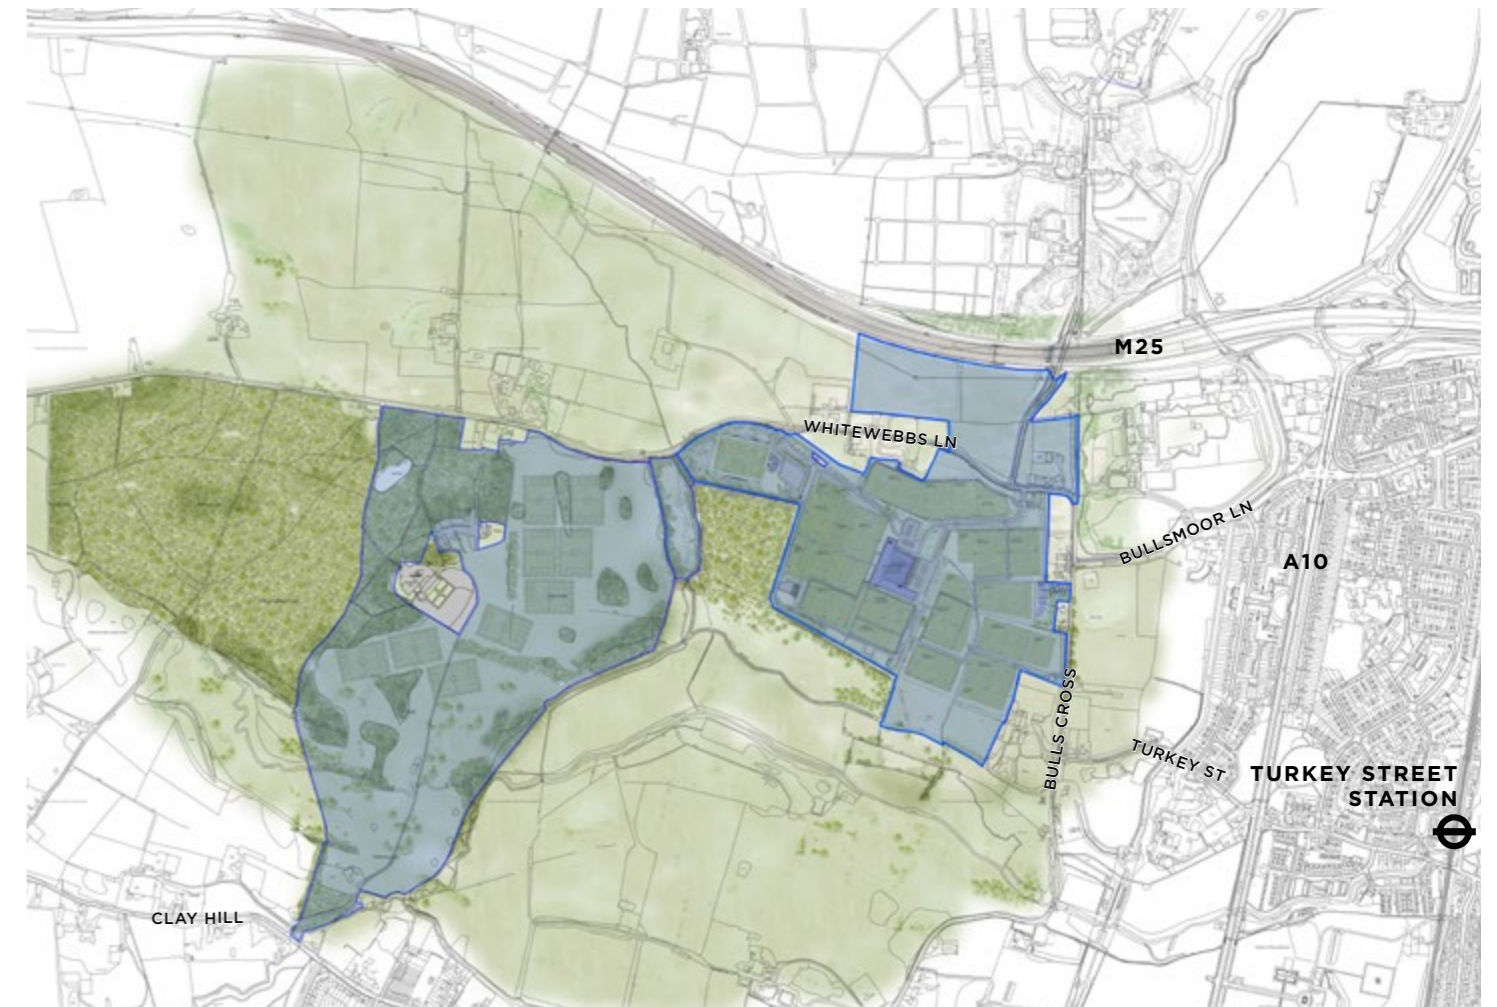 M25
WHITEWEBBS LN
BULLSMOOR LN
A10
BULLS CROSS
TURKEY ST
TURKEY STREET
STATION
CLAY HILL